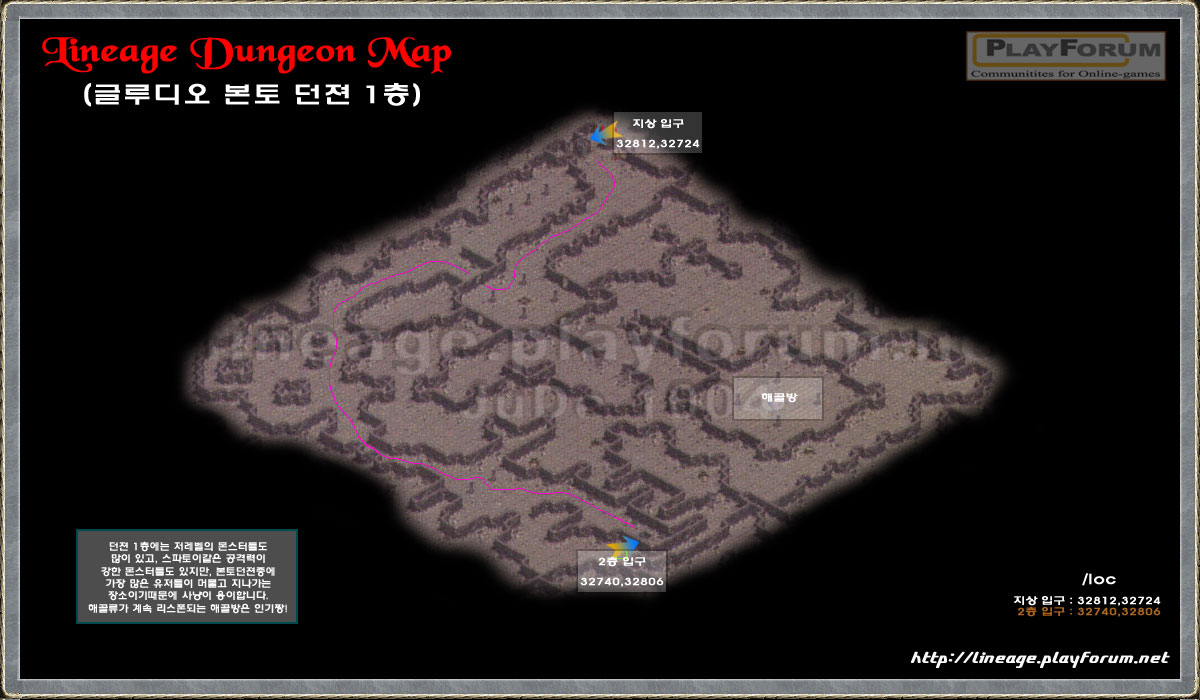 Lineage Dungeon Map
(글루디오 본토 던젼 1층)
PLAYFORUM
Communitites for Online-games
지상 입구
32812,32724
해골방
2층 입구
32740,32806
던젼 1층에는 저레벨의 몬스터들도
많이 있고, 스파토이같은 공격력이
강한 몬스터들도 있지만, 본토던젼중에
가장 많은 유저들이 머물고 지나가는
장소이기때문에 사냥이 용이합니다.
해골류가 계속 리스폰되는 해골방은 인기짱!
/loc
지상 입구 : 32812,32724
2층 입구 : 32740,32806
http://lineage.playforum.net